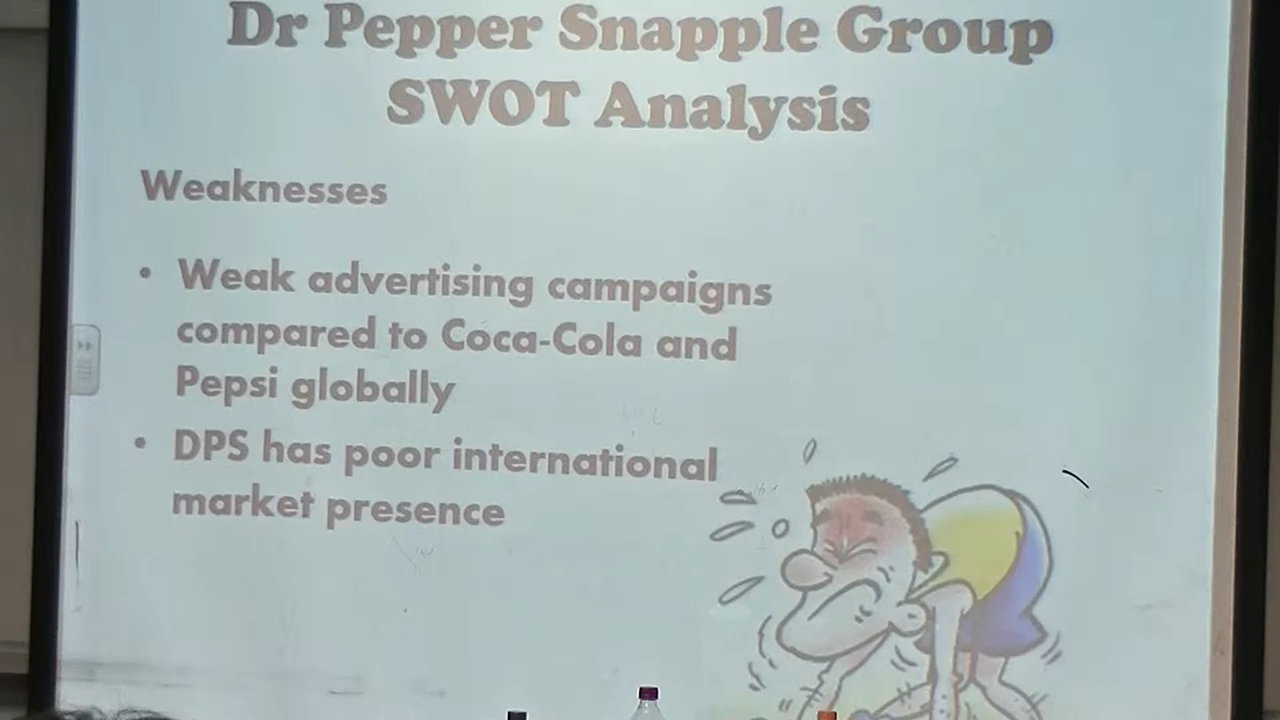 Dr Pepper Snapple Group
SWOT Analysis
Weaknesses
• Weak advertising campaigns
compared to Coca-Cola and
Pepsi globally
• DPS has poor international
market presence